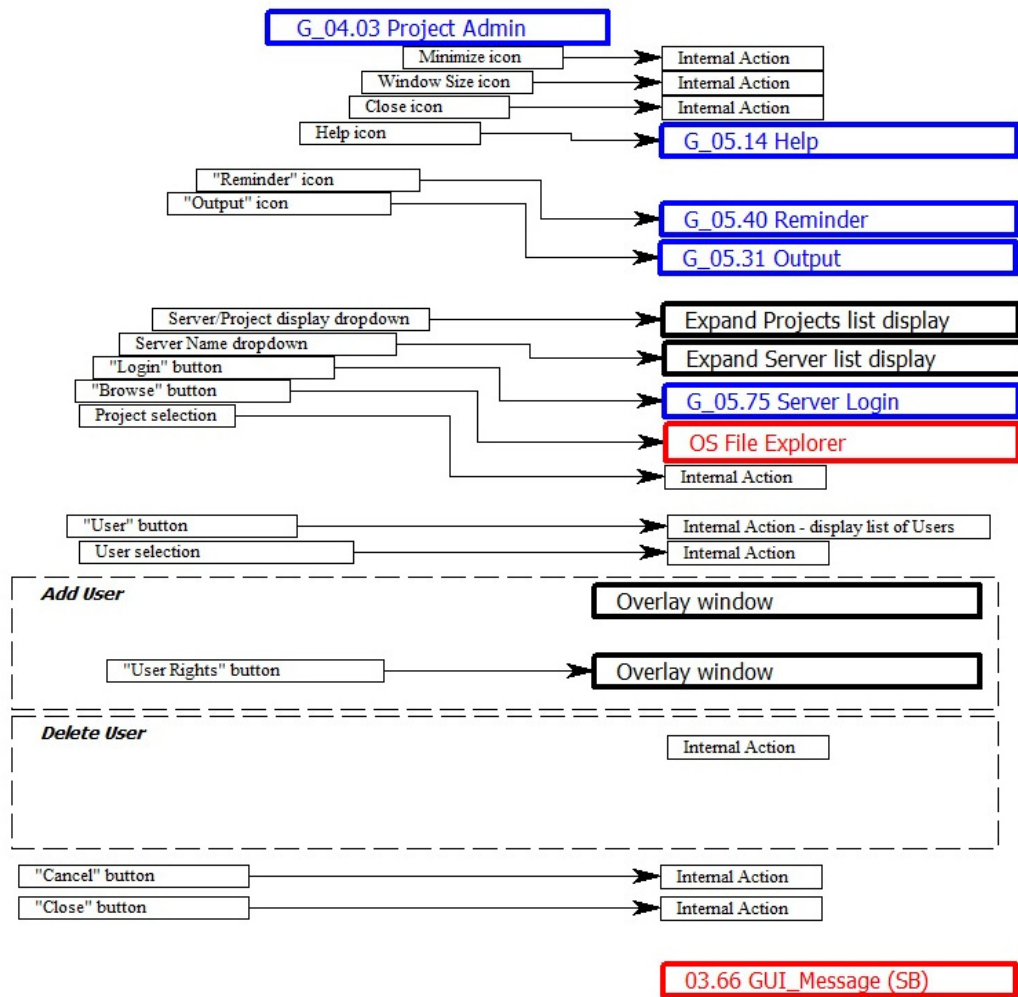 G_04.03 Project Admin
Minimize icon Internal Action
Window Size icon Internal Action
Close icon Internal Action
Help icon G_05.14 Help
"Reminder" icon
"Output" icon
G_05.40 Reminder
G_05.31 Output
Server/Project display dropdown Expand Projects list display
Server Name dropdown Expand Server list display
"Login" button
"Browse" button G_05.75 Server Login
Project selection
OS File Explorer
Internal Action
"User" button Internal Action - display list of Users
User selection Internal Action
Add User Overlay window
"User Rights" button Overlay window
Delete User
Internal Action
"Cancel" button Internal Action
"Close" button Internal Action
03.66 GUI_Message (SB)